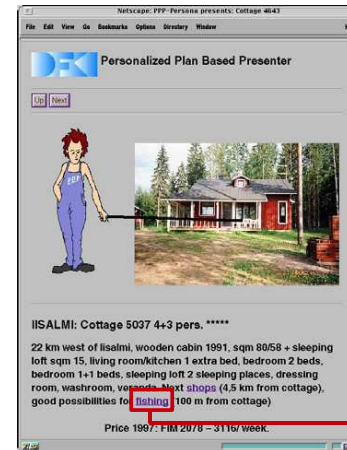 Netscape: PPP-Persona presents: Cottage 4643
File Edit View Go Bookmarks Options Directory Window
DFKI Personalized Plan Based Presenter
Up Next
IISALMI: Cottage 5037 4+3 pers. *****
22 km west of Iisalmi, wooden cabin 1991, sqm 80/58 + sleeping
loft sqm 15, living room/kitchen 1 extra bed, bedroom 2 beds,
bedroom 1+1 beds, sleeping loft 2 sleeping places, dressing
room, washroom, veranda. Next shops (4,5 km from cottage),
good possibilities for fishing (100 m from cottage)
Price 1997: FIM 2078 – 3116/ week.